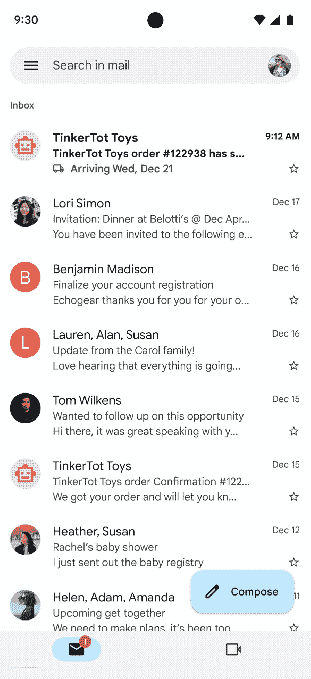 9:30
Search in mail
Inbox
TinkerTot Toys 9:12 AM
TinkerTot Toys order #122938 has s...
Arriving Wed, Dec 21
Lori Simon Dec 17
Invitation: Dinner at Belotti's @ Dec Apr...
You have been invited to the following e...
B
Benjamin Madison Dec 16
Finalize your account registration
Echogear thanks you for you for your o...
L
Lauren, Alan, Susan Dec 16
Update from the Carol family!
Love hearing that everything is going...
Tom Wilkens Dec 15
Wanted to follow up on this opportunity
Hi there, it was great speaking with y...
TinkerTot Toys Dec 15
TinkerTot Toys order Confirmation #122...
We got your order and will let you kn...
Heather, Susan Dec 12
Rachel's baby shower
I just sent out the baby registry
Helen, Adam, Amanda 11
Upcoming get together
We need to make plans, it's been too
Compose
1